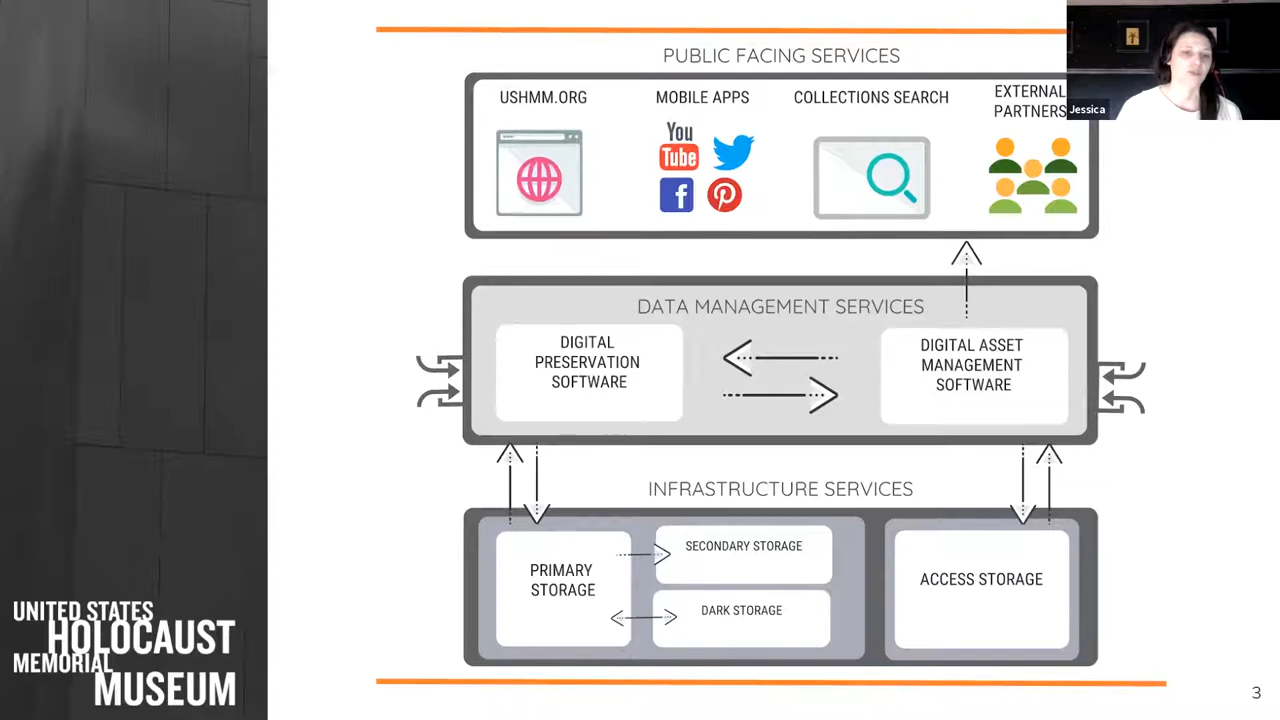 PUBLIC FACING SERVICES
USHMM.ORG
MOBILE APPS
COLLECTIONS SEARCH
EXTERNAL
PARTNERS
Jessica
You
Tube
f
DATA MANAGEMENT SERVICES
DIGITAL
PRESERVATION
SOFTWARE
DIGITAL ASSET
MANAGEMENT
SOFTWARE
INFRASTRUCTURE SERVICES
PRIMARY
STORAGE
SECONDARY STORAGE
DARK STORAGE
ACCESS STORAGE
UNITED STATES
HOLOCAUST
MEMORIAL
MUSEUM
3